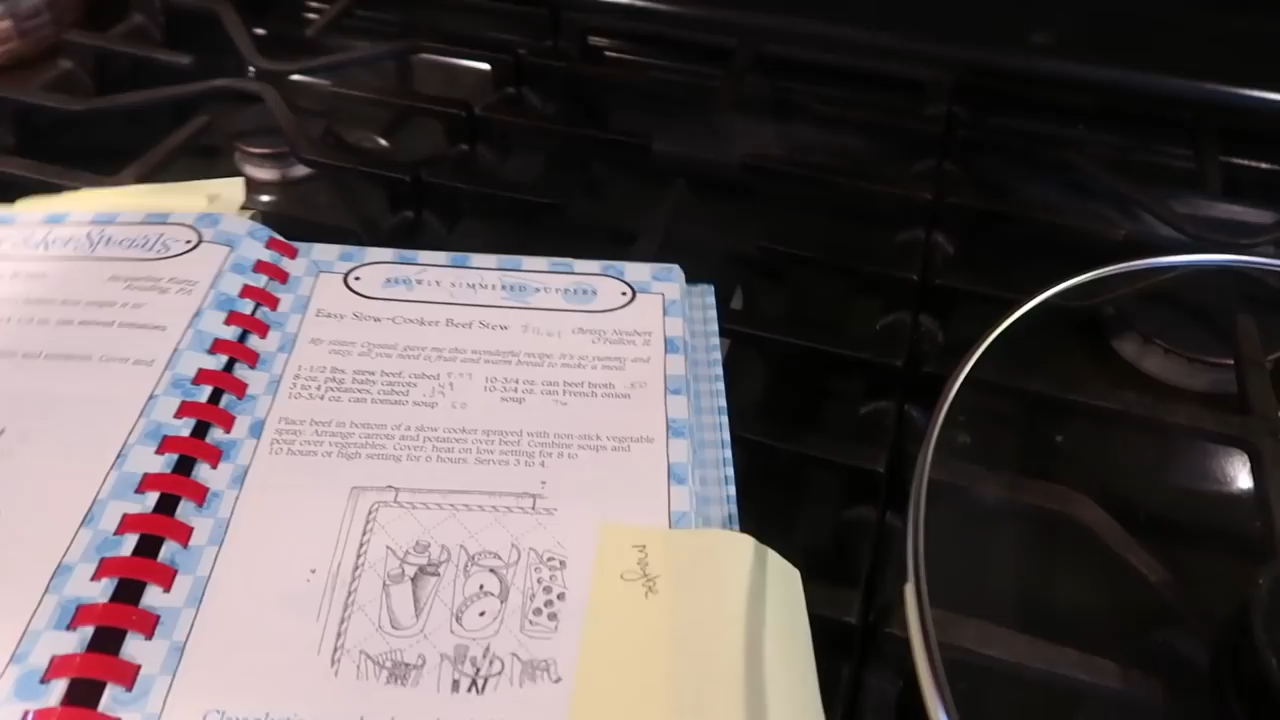 Specials
Reading, PA
SLOWLY SIMMERED SUPPERS
Easy Slow-Cooker Beef Stew
Christy Neubert
O'Fallon, IL
My sister, Crystal, gave me this wonderful recipe. It's so yummy and
easy, all you need is fruit and warm bread to make a meal
1-1/2 lbs. stew beef, cubed
8-oz. pkg. baby carrots
3 to 4 potatoes, cubed
10-3/4 oz. can tomato soup
10-3/4 oz. can beef broth
10-3/4 oz. can French onion
soup
Place beef in bottom of a slow cooker sprayed with non-stick vegetable
spray. Arrange carrots and potatoes over beef. Combine soups and
pour over vegetables. Cover; heat on low setting for 8 to
10 hours or high setting for 6 hours. Serves 3 to 4.
maybe